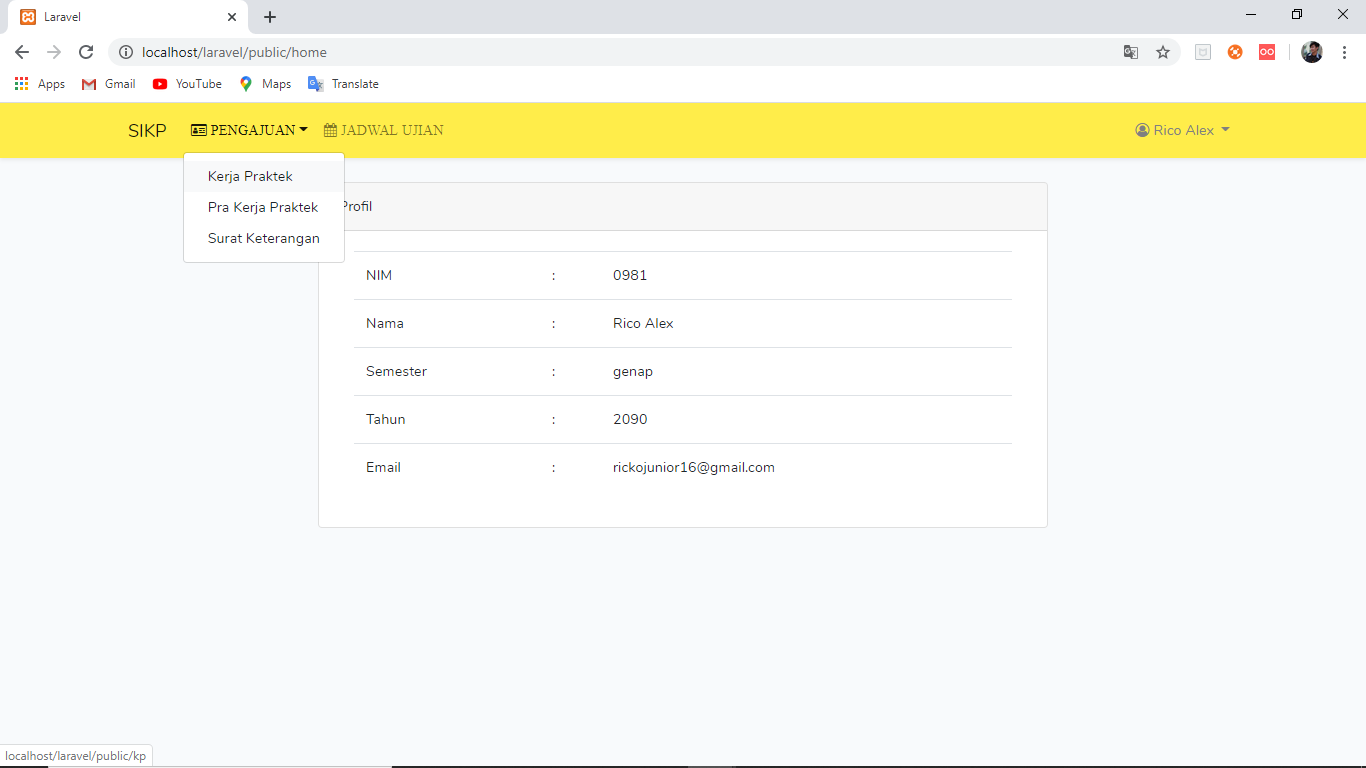 Laravel
localhost/laravel/public/home
Apps Gmail YouTube Maps Translate
SIKP PENGAJUAN JADWAL UJIAN Rico Alex
Kerja Praktek
Pra Kerja Praktek
Surat Keterangan
Profil
NIM : 0981
Nama : Rico Alex
Semester : genap
Tahun : 2090
Email : rickojunior16@gmail.com
localhost/laravel/public/kp